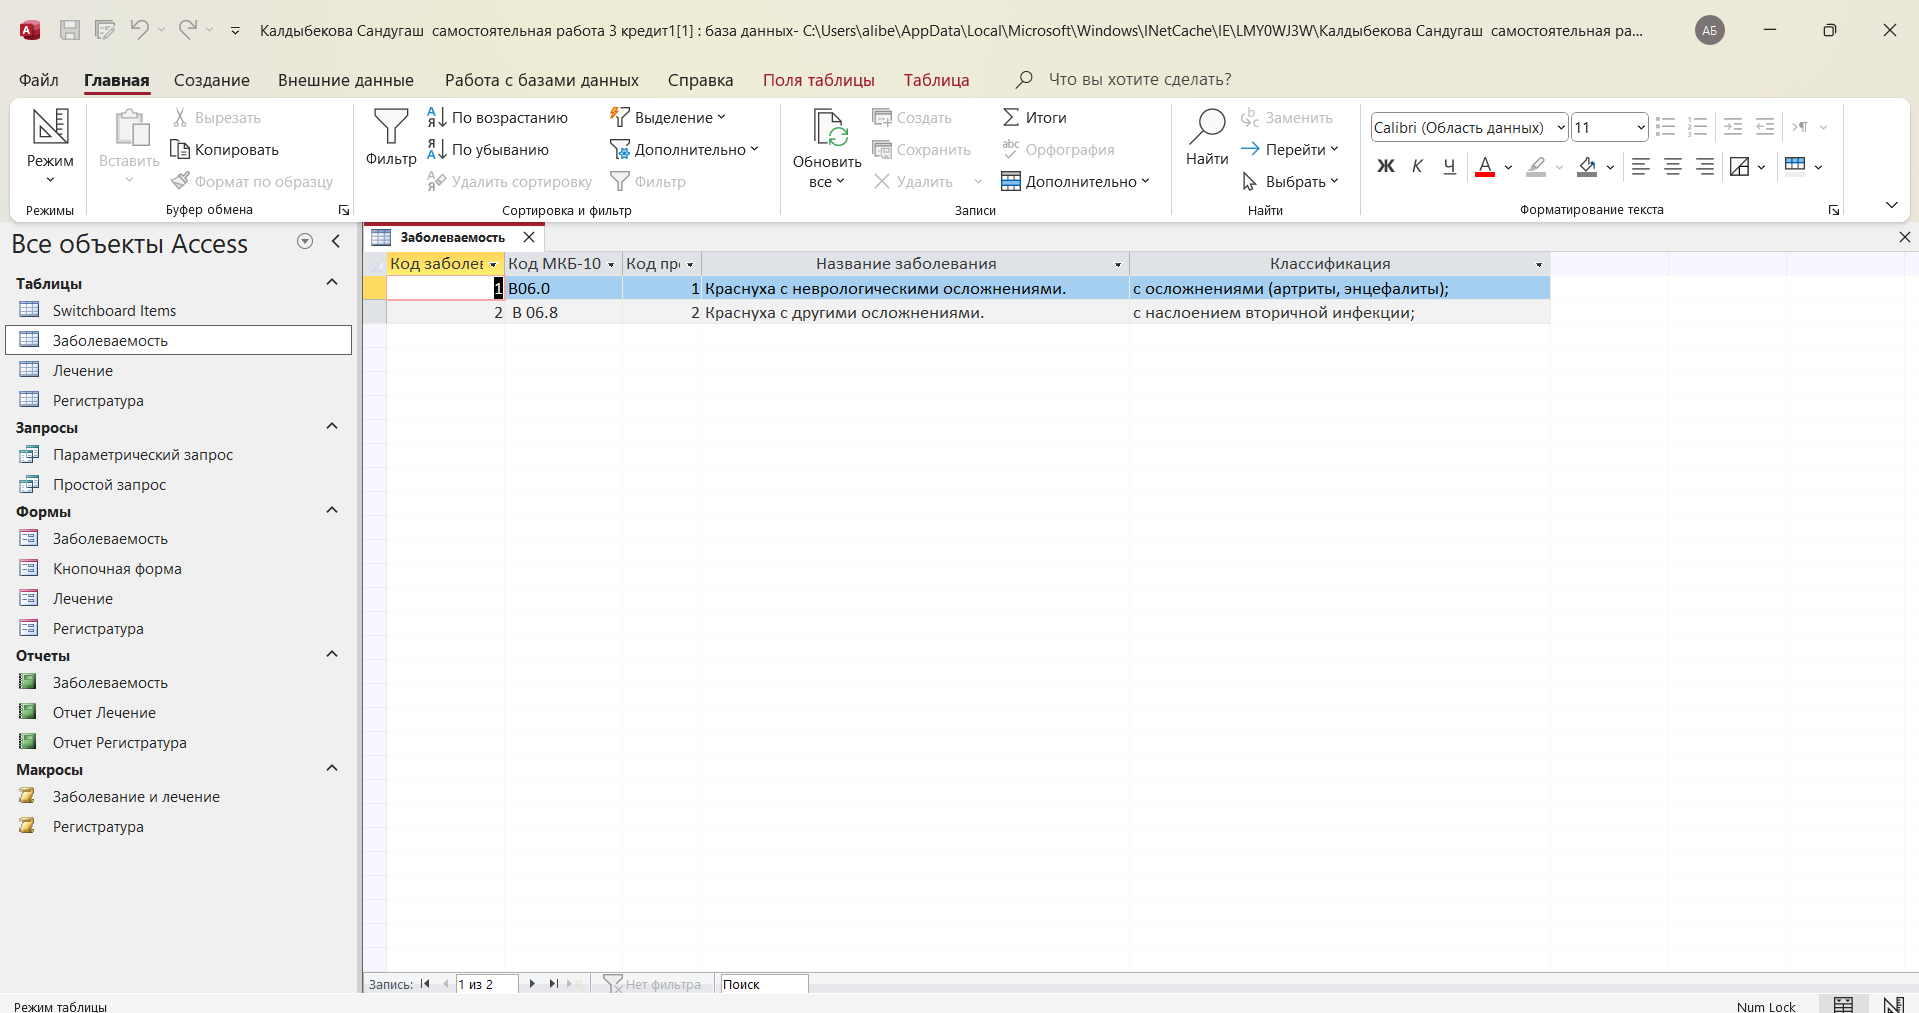 Калдыбекова Сандугаш самостоятельная работа 3 кредит1[1] : база данных- C:\Users\alibe\AppData\Local\Microsoft\Windows\INetCache\IE\LMY0WJ3W\Калдыбекова Сандугаш самостоятельная ра...
АБ
Файл Главная Создание Внешние данные Работа с базами данных Справка Поля таблицы Таблица Что вы хотите сделать?
Режим
Режимы
Вставить
Вырезать
Копировать
Формат по образцу
Буфер обмена
Фильтр
По возрастанию
По убыванию
Удалить сортировку
Выделение
Дополнительно
Фильтр
Сортировка и фильтр
Обновить
все
Создать
Сохранить
Удалить
Итоги
Орфография
Дополнительно
Записи
Найти
Заменить
Перейти
Выбрать
Найти
Calibri (Область данных) 11
Ж К Ч А
Форматирование текста
Все объекты Access
Таблицы
Switchboard Items
Заболеваемость
Лечение
Регистратура
Запросы
Параметрический запрос
Простой запрос
Формы
Заболеваемость
Кнопочная форма
Лечение
Регистратура
Отчеты
Заболеваемость
Отчет Лечение
Отчет Регистратура
Макросы
Заболевание и лечение
Регистратура
Заболеваемость
Код заболев Код МКБ-10 Код пр Название заболевания Классификация
1 B06.0 1 Краснуха с неврологическими осложнениями. с осложнениями (артриты, энцефалиты);
2 B 06.8 2 Краснуха с другими осложнениями. с наслоением вторичной инфекции;
Запись: 1 из 2 Нет фильтра Поиск
Режим таблицы
Num Lock